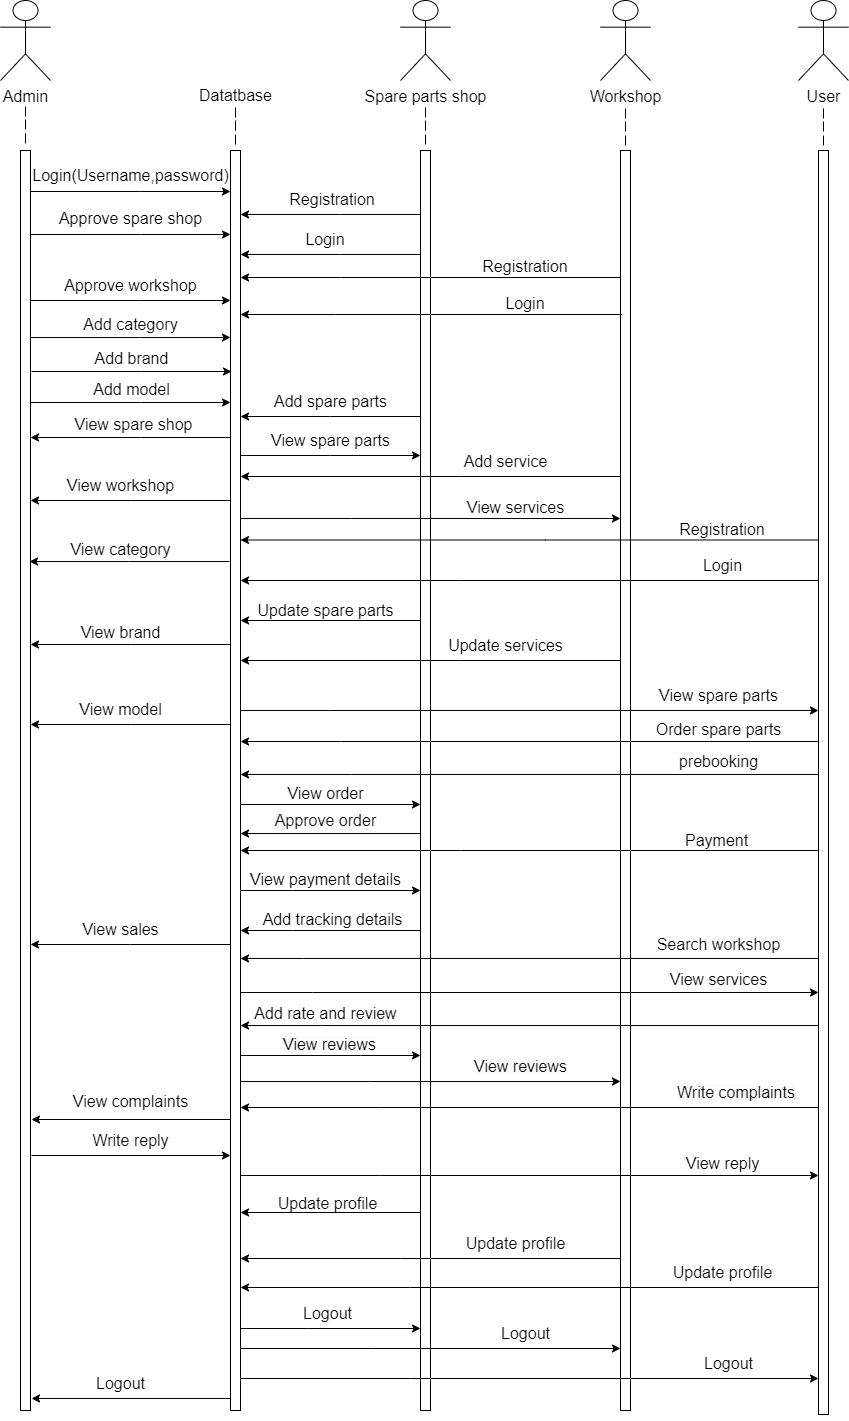 Admin
Datatbase
Spare parts shop
Workshop
User
Login(Username,password)
Registration
Approve spare shop
Login
Registration
Approve workshop
Login
Add category
Add brand
Add model
Add spare parts
View spare shop
View spare parts
Add service
View workshop
View services
Registration
View category
Login
Update spare parts
View brand
Update services
View spare parts
View model
Order spare parts
prebooking
View order
Approve order
Payment
View payment details
Add tracking details
View sales
Search workshop
View services
Add rate and review
View reviews
View reviews
Write complaints
View complaints
Write reply
View reply
Update profile
Update profile
Update profile
Logout
Logout
Logout
Logout